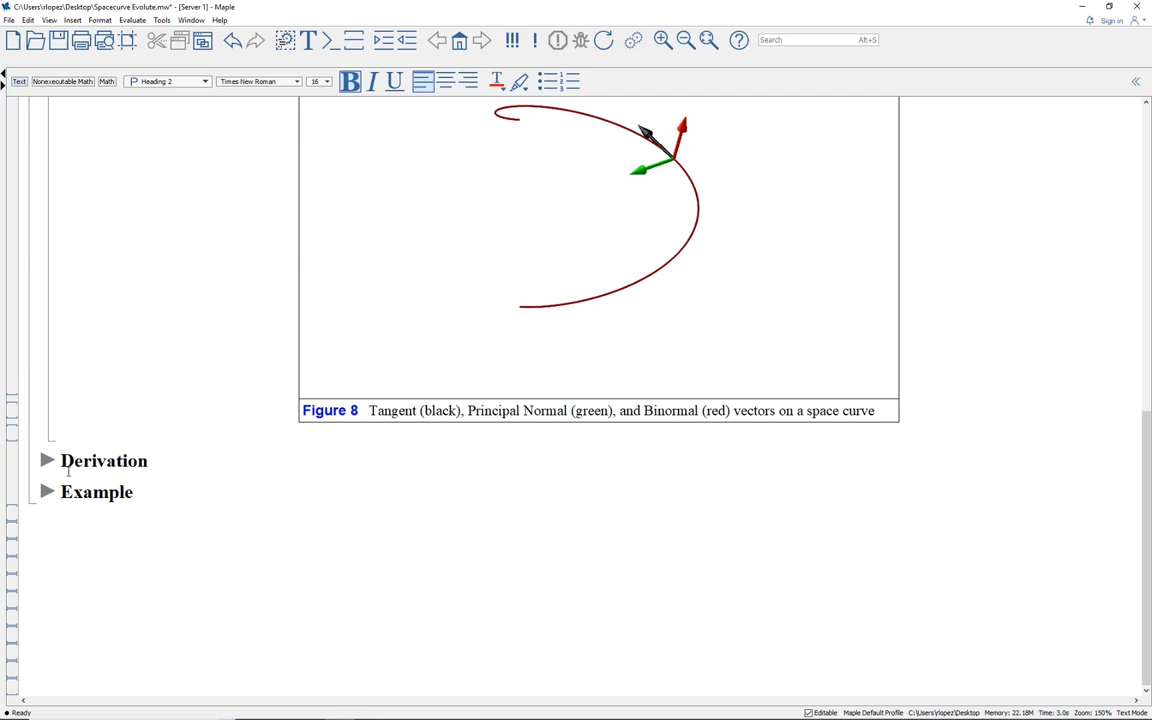 C:\Users\rlopez\Desktop\Spacecurve Evolute.mw* - [Server 1] - Maple
File Edit View Insert Format Evaluate Tools Window Help
Sign in
Search Alt+S
Text Nonexecutable Math Math P Heading 2 Times New Roman 16 B I U
Figure 8 Tangent (black), Principal Normal (green), and Binormal (red) vectors on a space curve
Derivation
Example
Ready Editable Maple Default Profile C:\Users\rlopez\Desktop Memory: 22.18M Time: 3.0s Zoom: 150% Text Mode